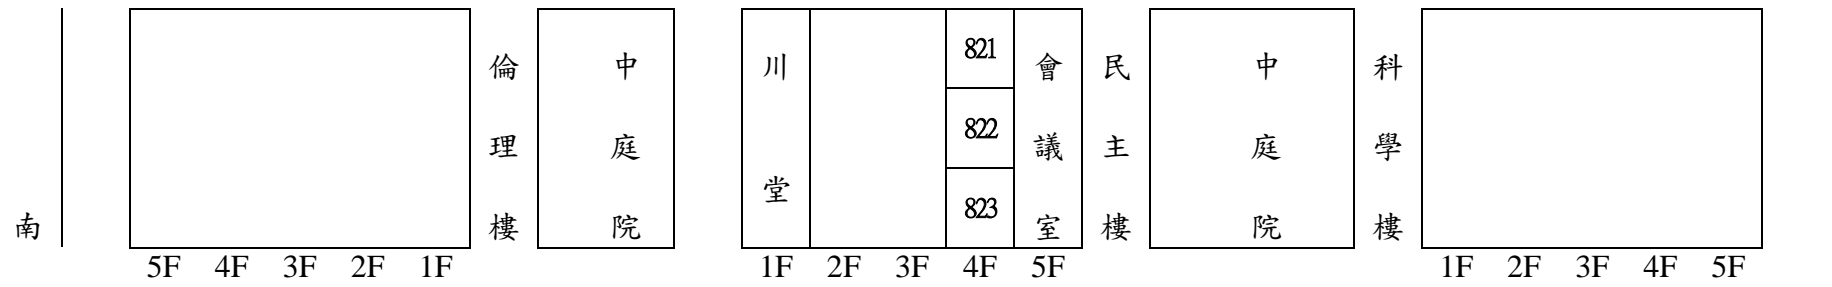 南
倫理樓
中庭院
川堂
821
822
823
會議室
民主樓
中庭院
科學樓
5F 4F 3F 2F 1F
1F 2F 3F 4F 5F
1F 2F 3F 4F 5F